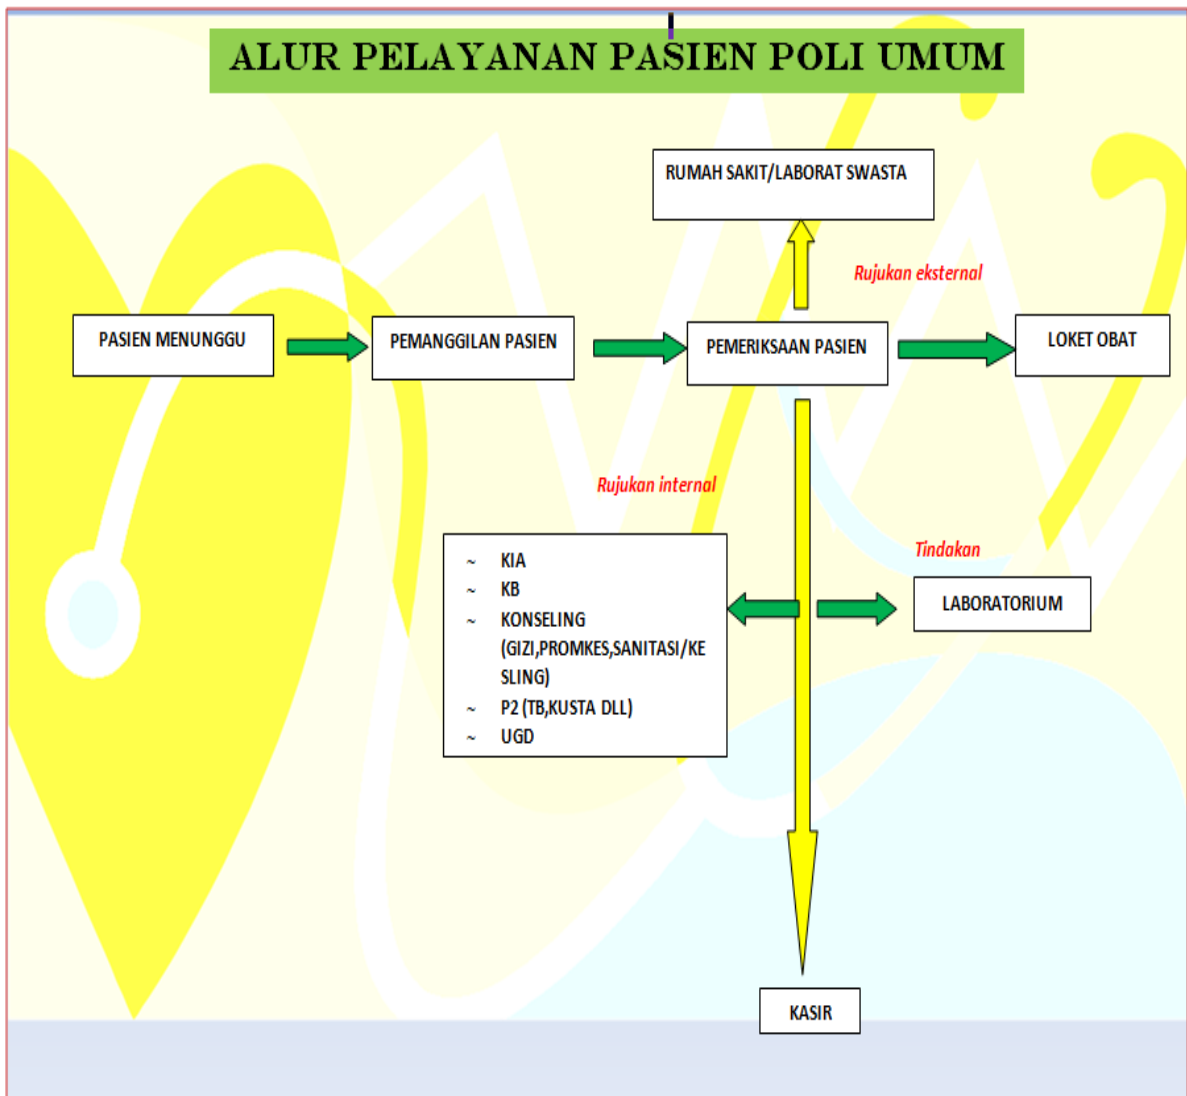 ALUR PELAYANAN PASIEN POLI UMUM
RUMAH SAKIT/LABORAT SWASTA
Rujukan eksternal
PASIEN MENUNGGU
PEMANGGILAN PASIEN
PEMERIKSAAN PASIEN
LOKET OBAT
Rujukan internal
Tindakan
~ KIA
~ KB
~ KONSELING
(GIZI,PROMKES,SANITASI/KE
SLING)
~ P2 (TB,KUSTA DLL)
~ UGD
LABORATORIUM
KASIR